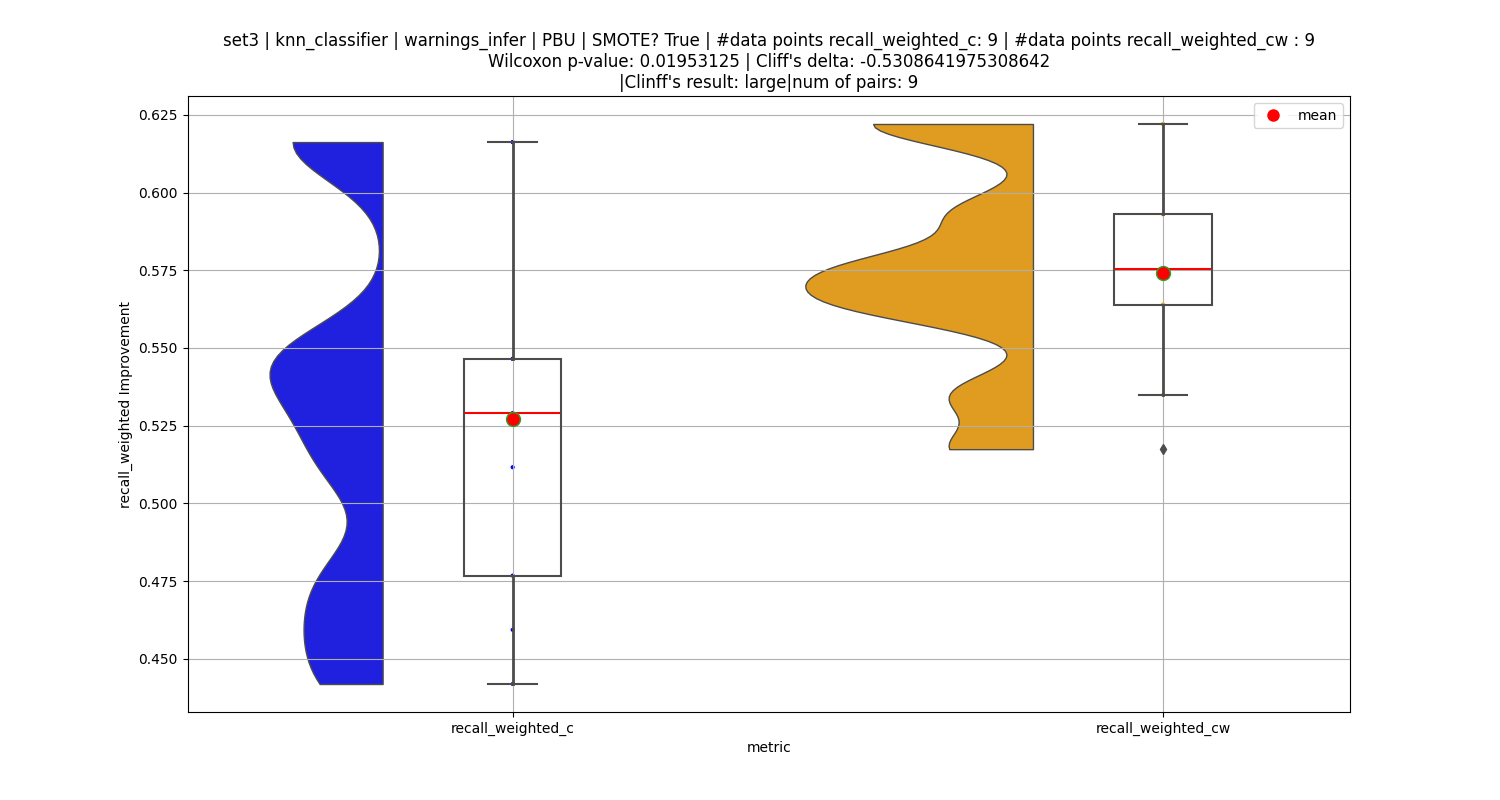 set3 | knn_classifier | warnings_infer | PBU | SMOTE? True | #data points recall_weighted_c: 9 | #data points recall_weighted_cw : 9
Wilcoxon p-value: 0.01953125 | Cliff's delta: -0.5308641975308642
|Clinff's result: large|num of pairs: 9
mean
0.625
0.600
0.575
0.550
0.525
0.500
0.475
0.450
recall_weighted Improvement
recall_weighted_c
recall_weighted_cw
metric